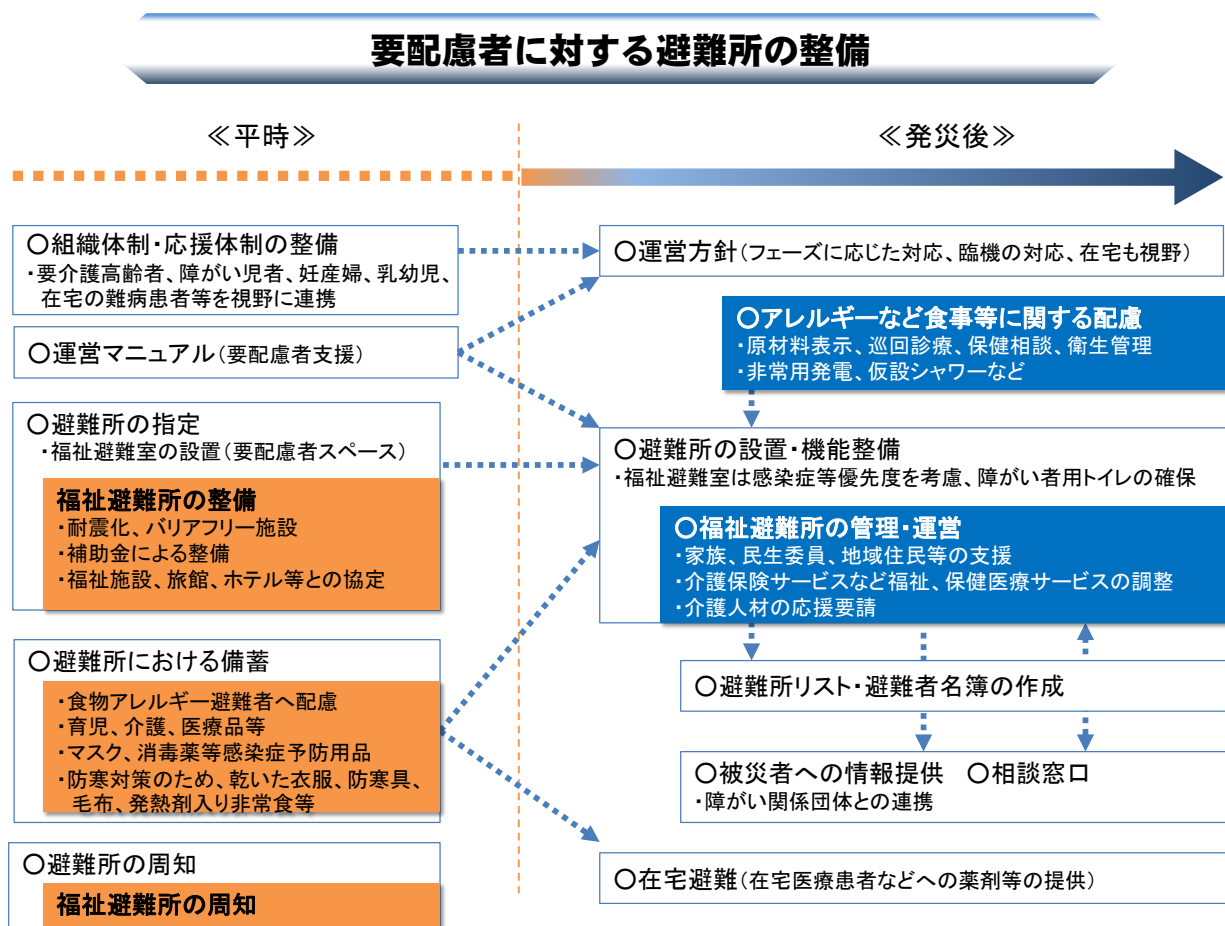 要配慮者に対する避難所の整備
≪平時≫
≪発災後≫
○組織体制・応援体制の整備
・要介護高齢者、障がい児者、妊産婦、乳幼児、
在宅の難病患者等を視野に連携
○運営マニュアル(要配慮者支援)
○避難所の指定
・福祉避難室の設置(要配慮者スペース)
福祉避難所の整備
・耐震化、バリアフリー施設
・補助金による整備
・福祉施設、旅館、ホテル等との協定
○避難所における備蓄
・食物アレルギー避難者へ配慮
・育児、介護、医療品等
・マスク、消毒薬等感染症予防用品
・防寒対策のため、乾いた衣服、防寒具、
毛布、発熱剤入り非常食等
○避難所の周知
福祉避難所の周知
○運営方針(フェーズに応じた対応、臨機の対応、在宅も視野)
○アレルギーなど食事等に関する配慮
・原材料表示、巡回診療、保健相談、衛生管理
・非常用発電、仮設シャワーなど
○避難所の設置・機能整備
・福祉避難室は感染症等優先度を考慮、障がい者用トイレの確保
○福祉避難所の管理・運営
・家族、民生委員、地域住民等の支援
・介護保険サービスなど福祉、保健医療サービスの調整
・介護人材の応援要請
○避難所リスト・避難者名簿の作成
○被災者への情報提供 ○相談窓口
・障がい関係団体との連携
○在宅避難(在宅医療患者などへの薬剤等の提供)